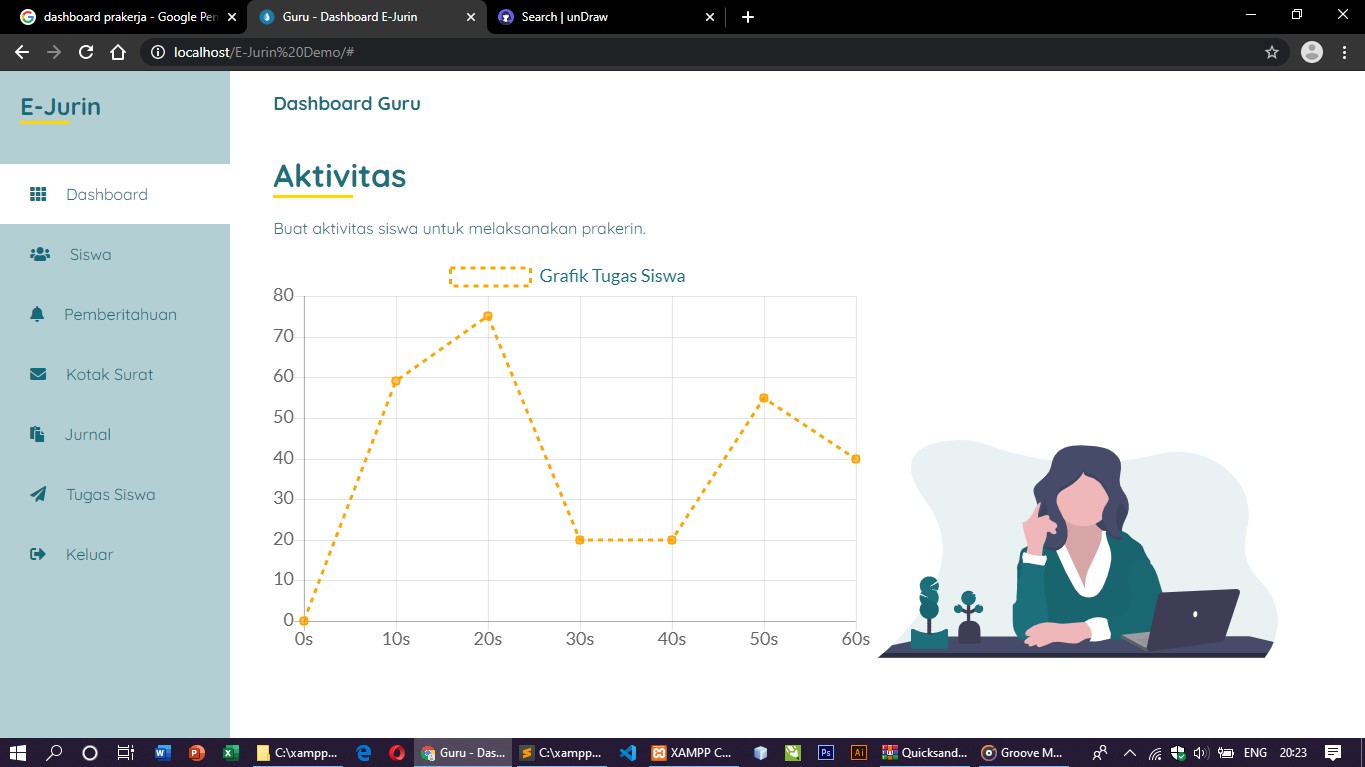 dashboard prakerja - Google Pen
Guru - Dashboard E-Jurin
Search | unDraw
localhost/E-Jurin%20Demo/#
E-Jurin
Dashboard Guru
Dashboard
Siswa
Pemberitahuan
Kotak Surat
Jurnal
Tugas Siswa
Keluar
Aktivitas
Buat aktivitas siswa untuk melaksanakan prakerin.
Grafik Tugas Siswa
80
70
60
50
40
30
20
10
0
0s 10s 20s 30s 40s 50s 60s
C:\xampp... Guru - Das... C:\xampp... XAMPP C... Ps Ai Quicksand... Groove M... ENG 20:23